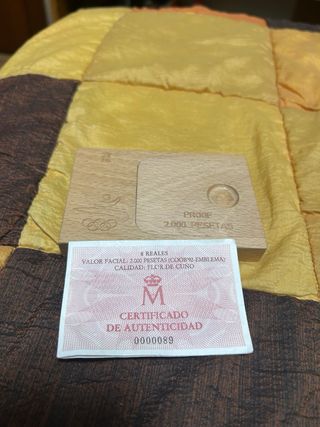 PROOF
2.000 PESETAS
8 REALES
VALOR FACIAL: 2.000 PESETAS (COOB'92-EMBLEMA)
CALIDAD: FLOR DE CUÑO
M
CERTIFICADO
DE AUTENTICIDAD
0000089